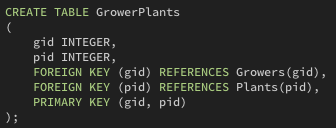 CREATE TABLE GrowerPlants
(
    gid INTEGER,
    pid INTEGER,
    FOREIGN KEY (gid) REFERENCES Growers(gid),
    FOREIGN KEY (pid) REFERENCES Plants(pid),
    PRIMARY KEY (gid, pid)
);